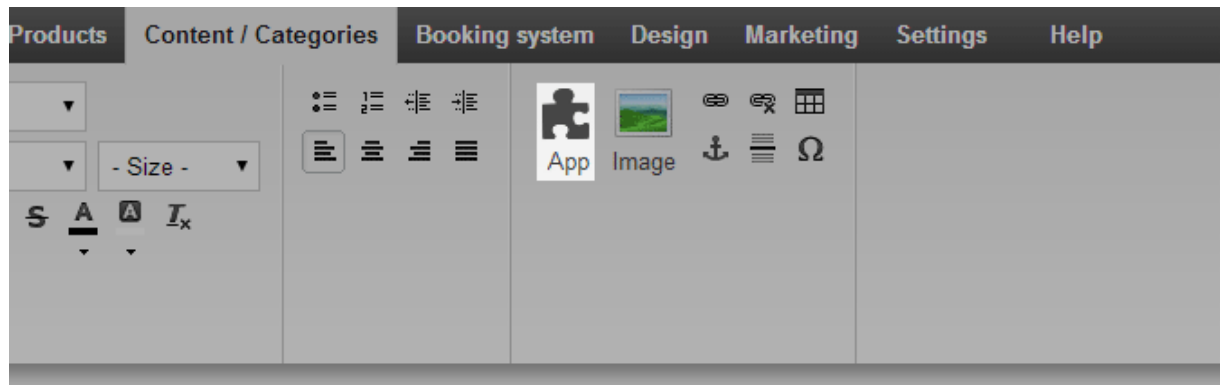 Products Content / Categories Booking system Design Marketing Settings Help
- Size -
App Image